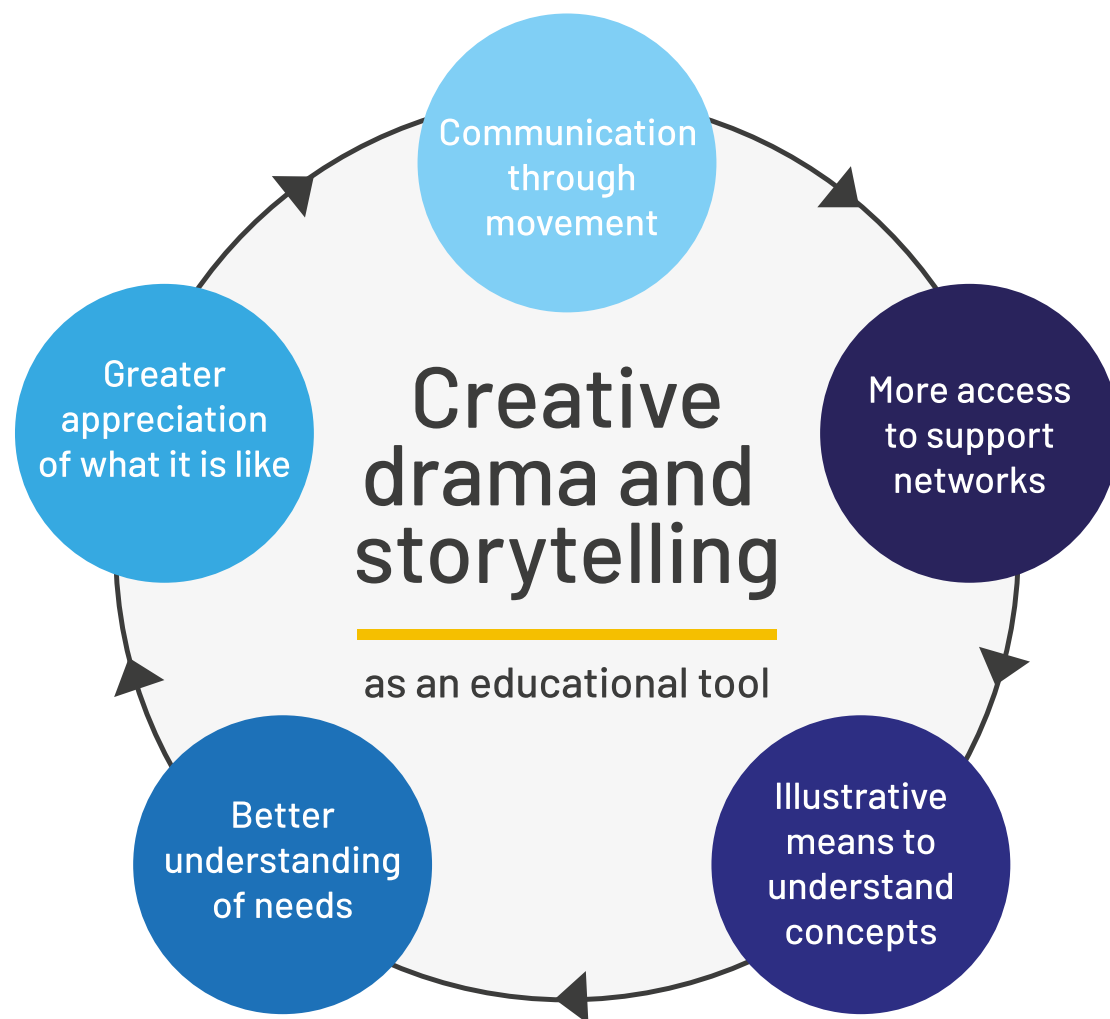 Communication
through
movement
More access
to support
networks
Illustrative
means to
understand
concepts
Better
understanding
of needs
Greater
appreciation
of what it is like
Creative
drama and
storytelling
as an educational tool